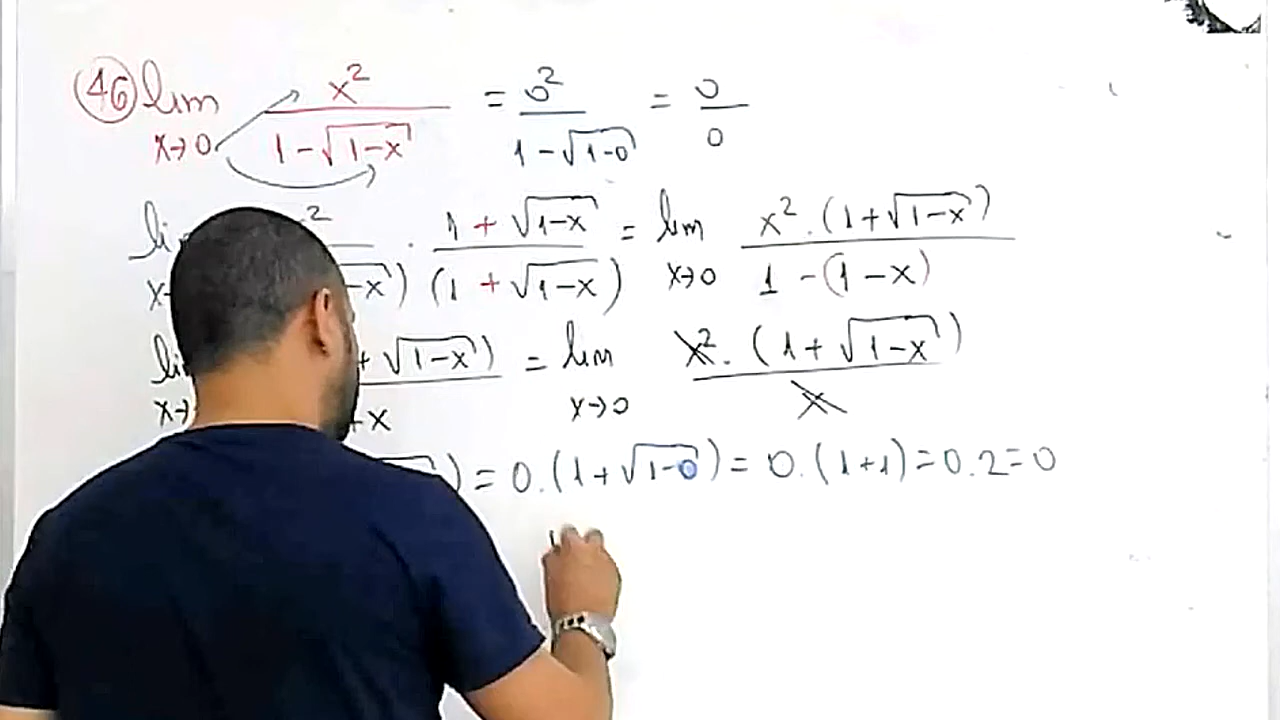 46 lim x→0 x² / (1-√(1-x)) = 0² / (1-√(1-0)) = 0/0
² -x) · (1+√(1-x)) / (1+√(1-x)) = lim x→0 x².(1+√(1-x)) / (1-(1-x))
√(1-x)) / +x = lim x→0 x².(1+√(1-x)) / x
) = 0.(1+√(1-0)) = 0.(1+1) = 0.2 = 0